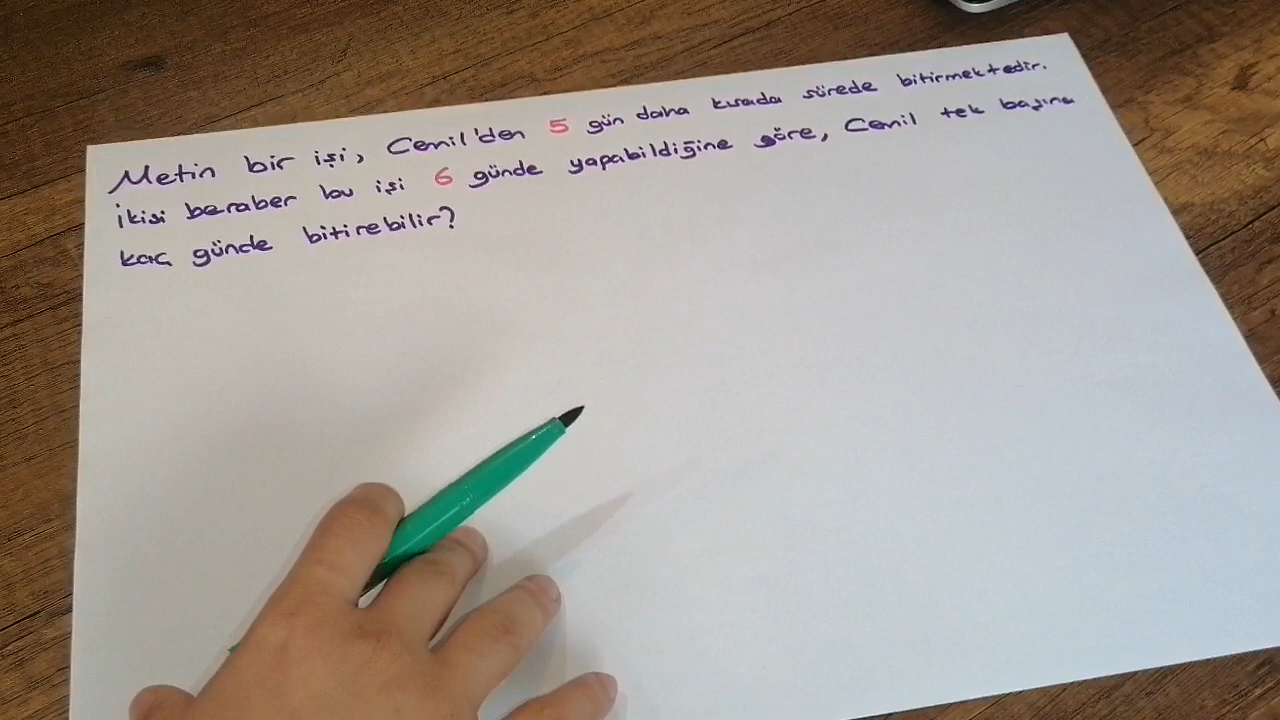 Metin bir işi, Cemil'den 5 gün daha kısada sürede bitirmektedir.
İkisi beraber bu işi 6 günde yapabildiğine göre, Cemil tek başına
kaç günde bitirebilir?